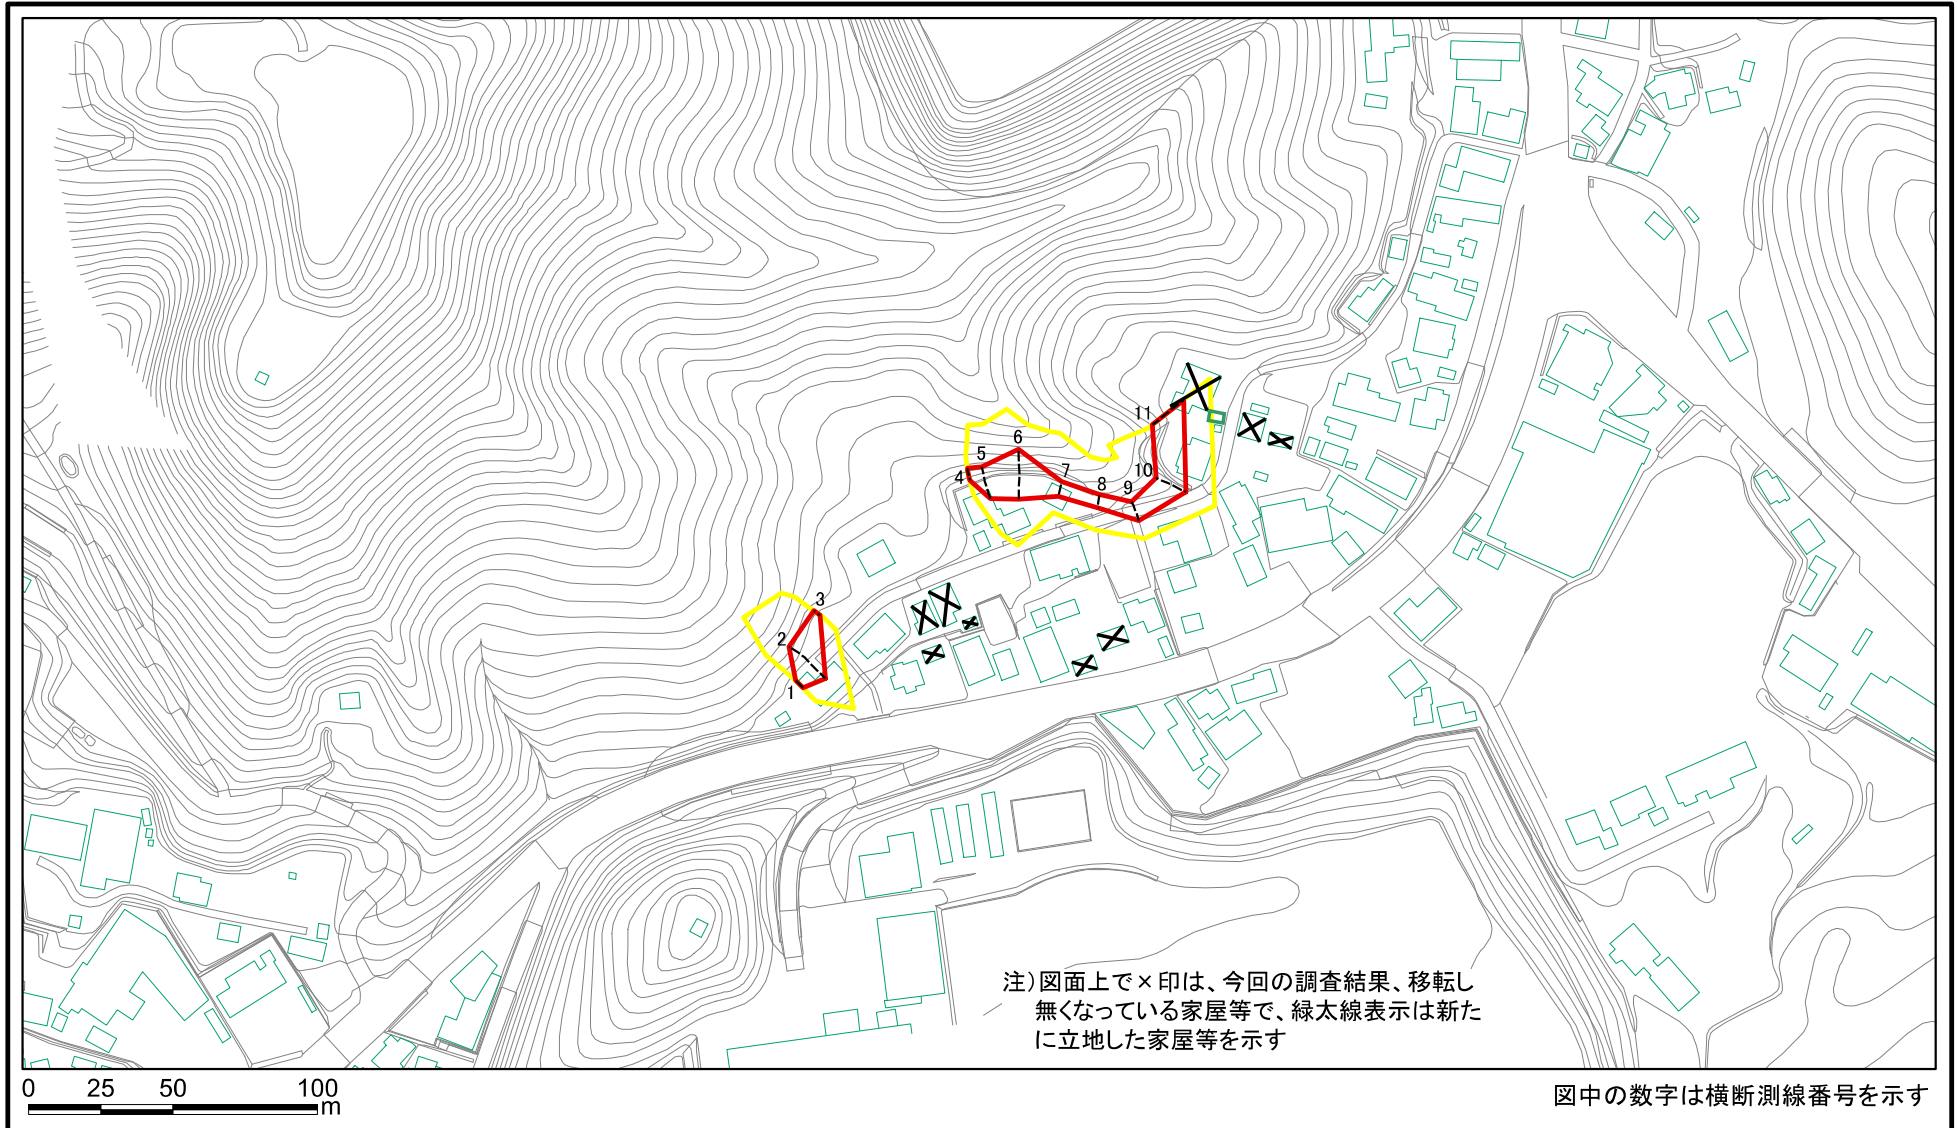 11
6
5
4
7
10
8
9
3
2
1
注)図面上で×印は、今回の調査結果、移転し
無くなっている家屋等で、緑太線表示は新た
に立地した家屋等を示す
0 25 50 100
m
図中の数字は横断測線番号を示す